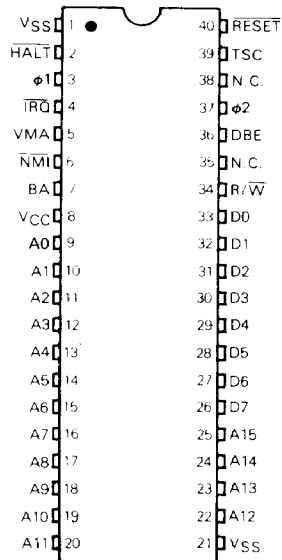 VSS 1 40 RESET
HALT 2 39 TSC
ϕ1 3 38 N.C.
IRQ 4 37 ϕ2
VMA 5 36 DBE
NMI 6 35 N.C.
BA 7 34 R/W
VCC 8 33 D0
A0 9 32 D1
A1 10 31 D2
A2 11 30 D3
A3 12 29 D4
A4 13 28 D5
A5 14 27 D6
A6 15 26 D7
A7 16 25 A15
A8 17 24 A14
A9 18 23 A13
A10 19 22 A12
A11 20 21 VSS